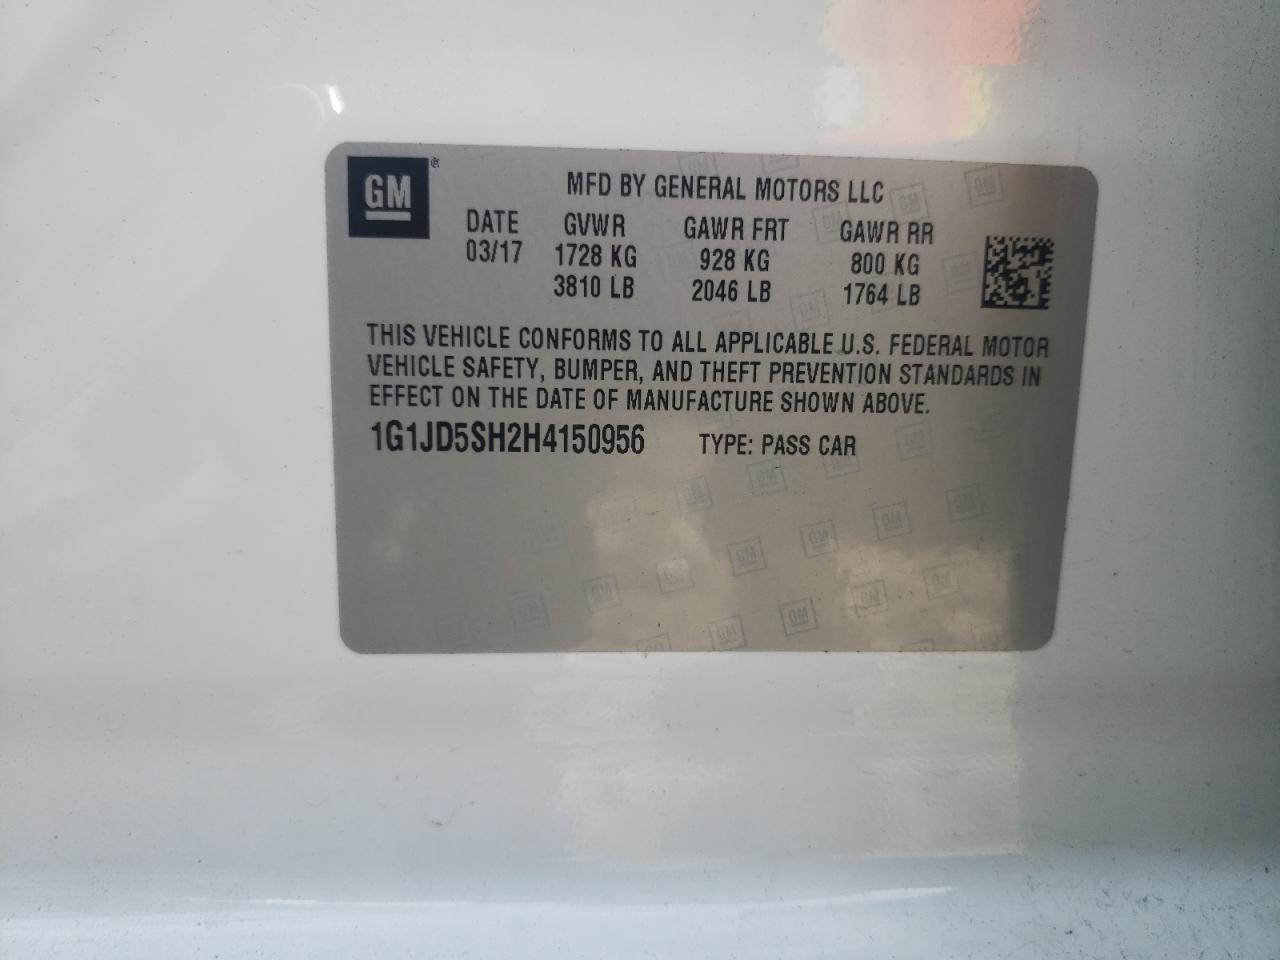 GM®
MFD BY GENERAL MOTORS LLC
DATE GVWR GAWR FRT GAWR RR
03/17 1728 KG 928 KG 800 KG
3810 LB 2046 LB 1764 LB
THIS VEHICLE CONFORMS TO ALL APPLICABLE U.S. FEDERAL MOTOR
VEHICLE SAFETY, BUMPER, AND THEFT PREVENTION STANDARDS IN
EFFECT ON THE DATE OF MANUFACTURE SHOWN ABOVE.
1G1JD5SH2H4150956 TYPE: PASS CAR